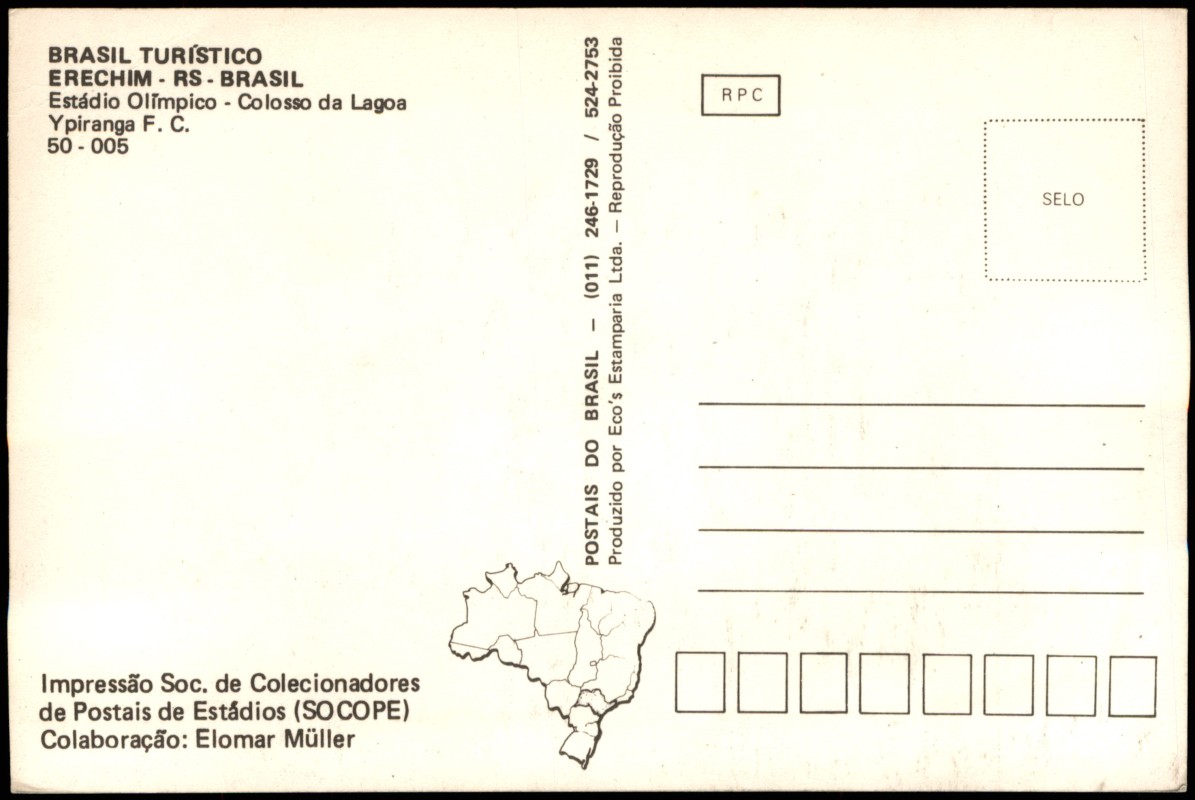 BRASIL TURÍSTICO
ERECHIM - RS - BRASIL
Estádio Olímpico - Colosso da Lagoa
Ypiranga F. C.
50 - 005
POSTAIS DO BRASIL – (011) 246-1729 / 524-2753
Produzido por Eco's Estamparia Ltda. – Reprodução Proibida
RPC
SELO
Impressão Soc. de Colecionadores
de Postais de Estádios (SOCOPE)
Colaboração: Elomar Müller